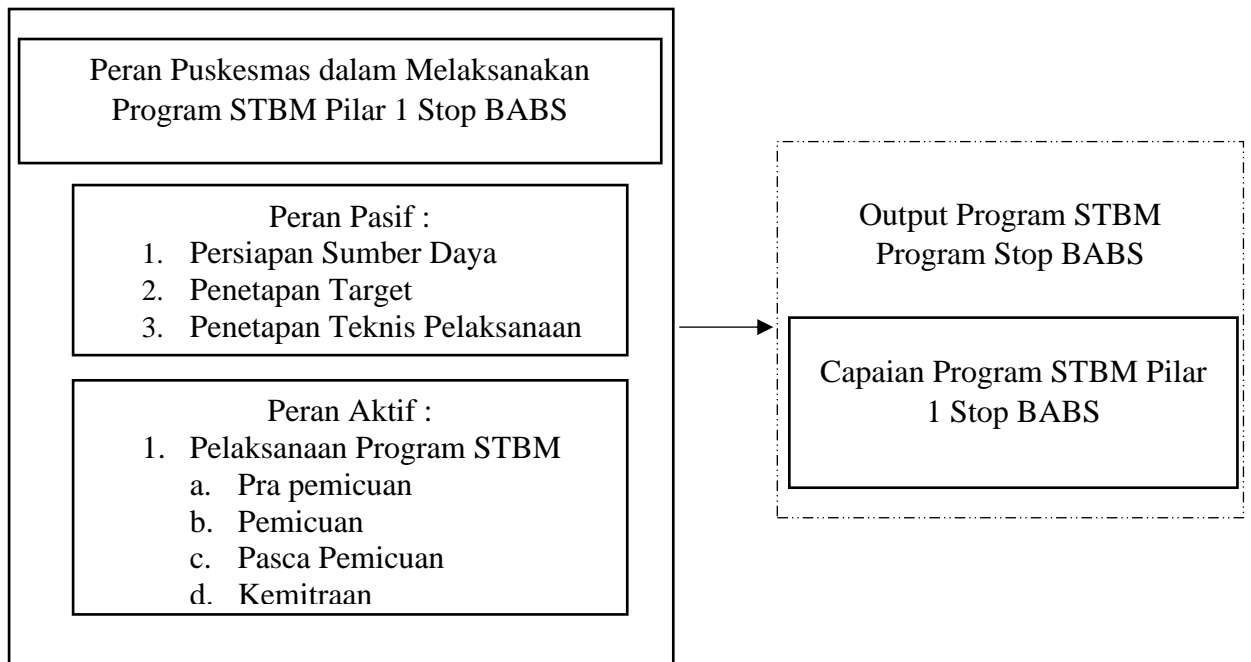 Peran Puskesmas dalam Melaksanakan
Program STBM Pilar 1 Stop BABS
Peran Pasif :
1. Persiapan Sumber Daya
2. Penetapan Target
3. Penetapan Teknis Pelaksanaan
Peran Aktif :
1. Pelaksanaan Program STBM
a. Pra pemicuan
b. Pemicuan
c. Pasca Pemicuan
d. Kemitraan
Output Program STBM
Program Stop BABS
Capaian Program STBM Pilar
1 Stop BABS